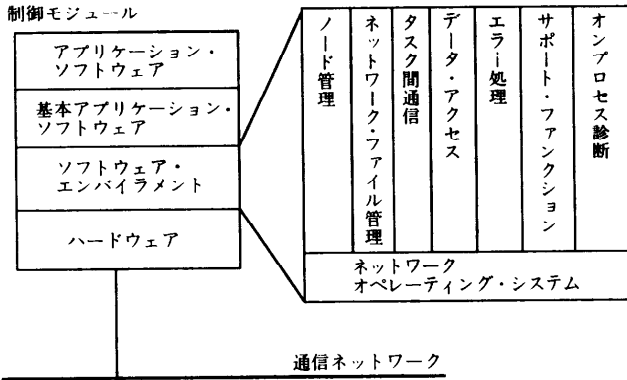 制御モジュール
アプリケーション・
ソフトウェア
基本アプリケーション・
ソフトウェア
ソフトウェア・
エンバイラメント
ハードウェア
ノード管理
ネットワーク・ファイル管理
タスク間通信
データ・アクセス
エラー処理
サポート・ファンクション
オンプロセス診断
ネットワーク
オペレーティング・システム
通信ネットワーク